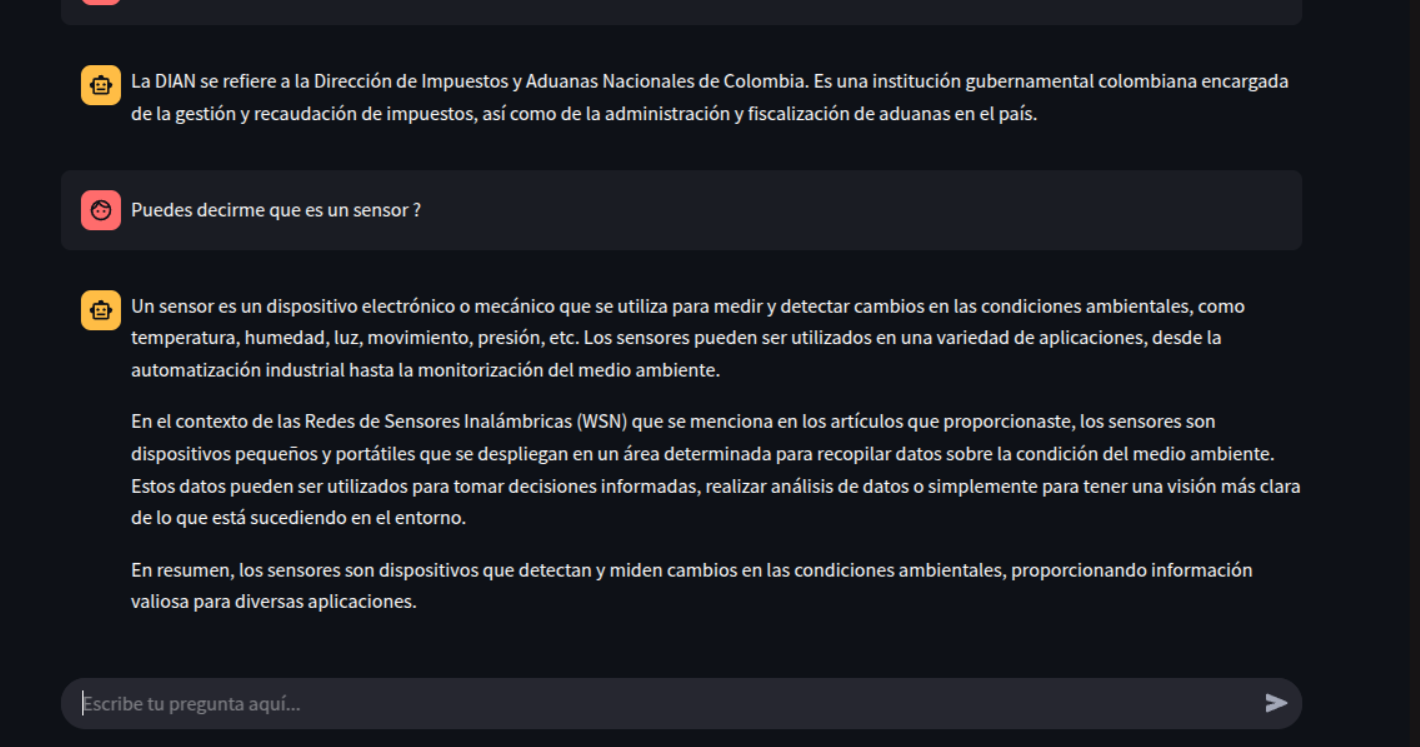 La DIAN se refiere a la Dirección de Impuestos y Aduanas Nacionales de Colombia. Es una institución gubernamental colombiana encargada
de la gestión y recaudación de impuestos, así como de la administración y fiscalización de aduanas en el país.
Puedes decirme que es un sensor ?
Un sensor es un dispositivo electrónico o mecánico que se utiliza para medir y detectar cambios en las condiciones ambientales, como
temperatura, humedad, luz, movimiento, presión, etc. Los sensores pueden ser utilizados en una variedad de aplicaciones, desde la
automatización industrial hasta la monitorización del medio ambiente.
En el contexto de las Redes de Sensores Inalámbricas (WSN) que se menciona en los artículos que proporcionaste, los sensores son
dispositivos pequeños y portátiles que se despliegan en un área determinada para recopilar datos sobre la condición del medio ambiente.
Estos datos pueden ser utilizados para tomar decisiones informadas, realizar análisis de datos o simplemente para tener una visión más clara
de lo que está sucediendo en el entorno.
En resumen, los sensores son dispositivos que detectan y miden cambios en las condiciones ambientales, proporcionando información
valiosa para diversas aplicaciones.
Escribe tu pregunta aquí...